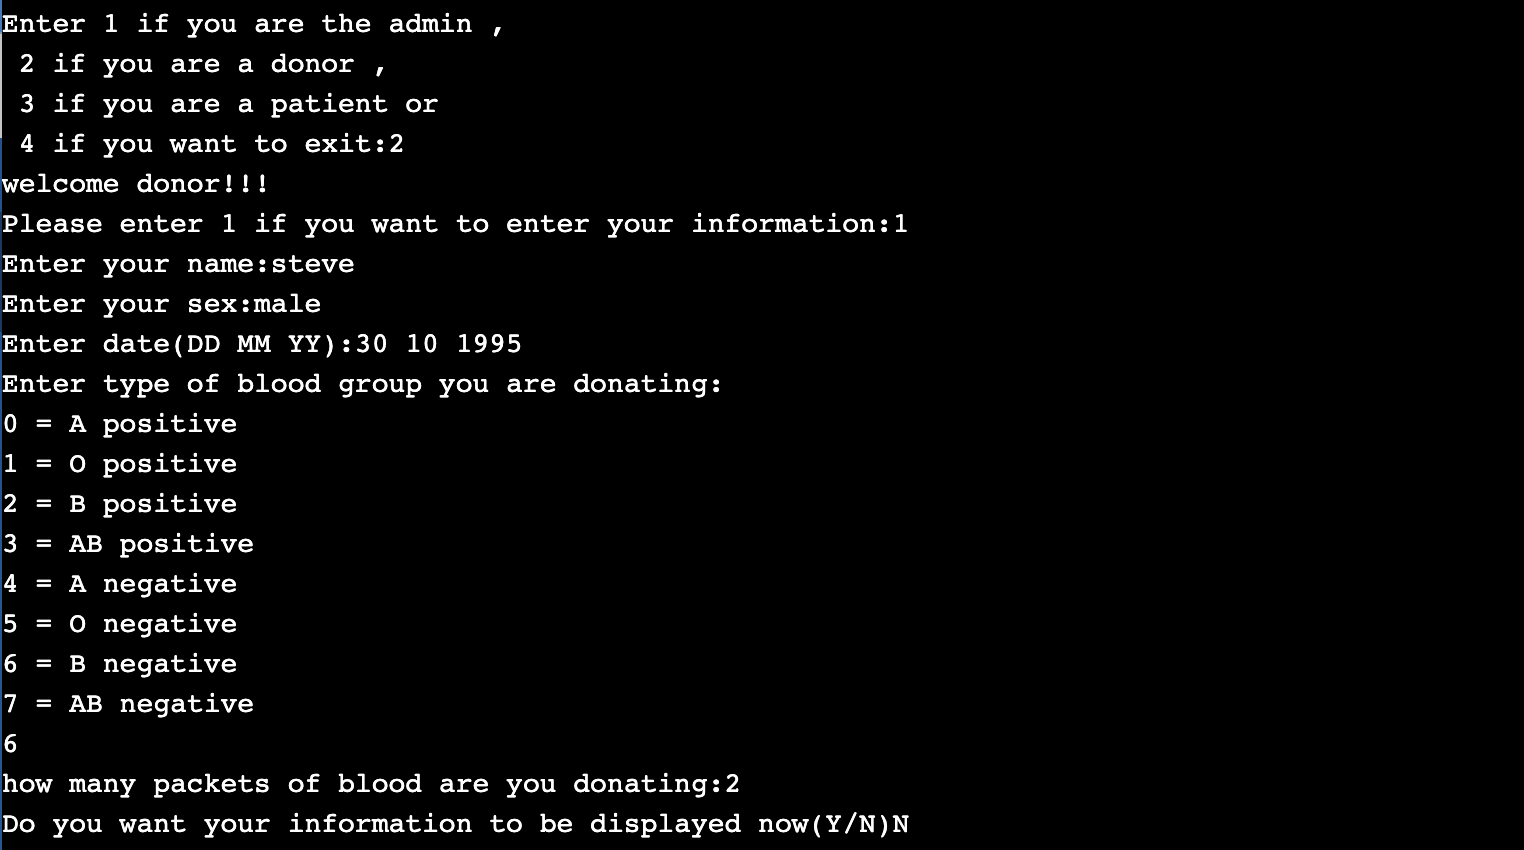 Enter 1 if you are the admin ,
2 if you are a donor ,
3 if you are a patient or
4 if you want to exit:2
welcome donor!!!
Please enter 1 if you want to enter your information:1
Enter your name:steve
Enter your sex:male
Enter date(DD MM YY):30 10 1995
Enter type of blood group you are donating:
0 = A positive
1 = O positive
2 = B positive
3 = AB positive
4 = A negative
5 = O negative
6 = B negative
7 = AB negative
6
how many packets of blood are you donating:2
Do you want your information to be displayed now(Y/N)N